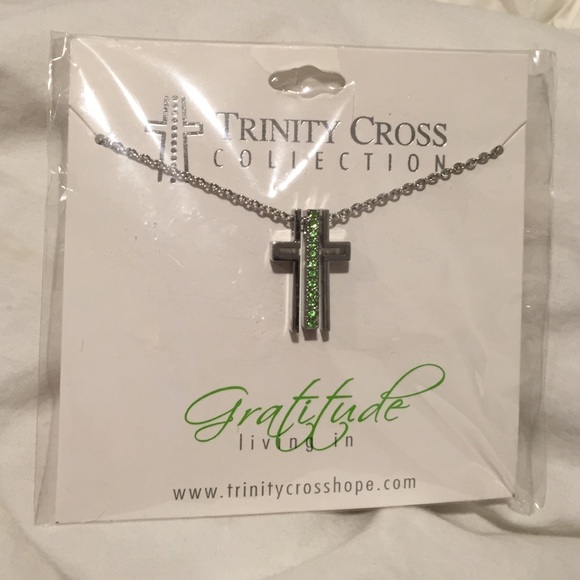 TRINITY CROSS
COLLECTION
Gratitude
living in
www.trinitycrosshope.com